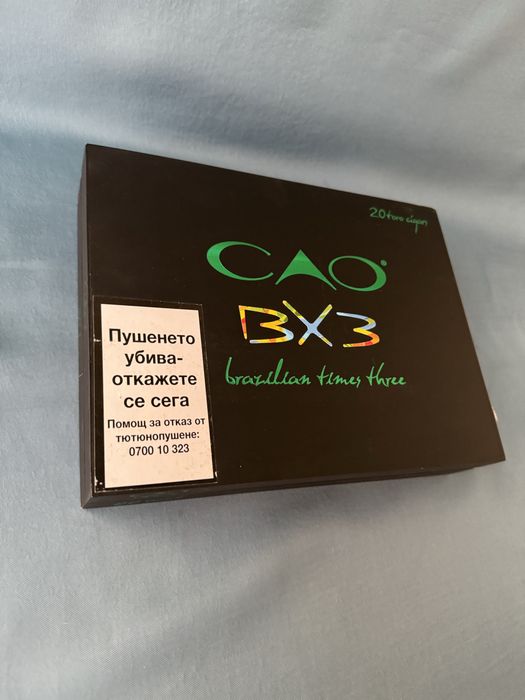 20 toro cigars
CAO
BX3
brazilian times three
Пушенето
убива-
откажете
се сега
Помощ за отказ от
тютюнопушене:
0700 10 323